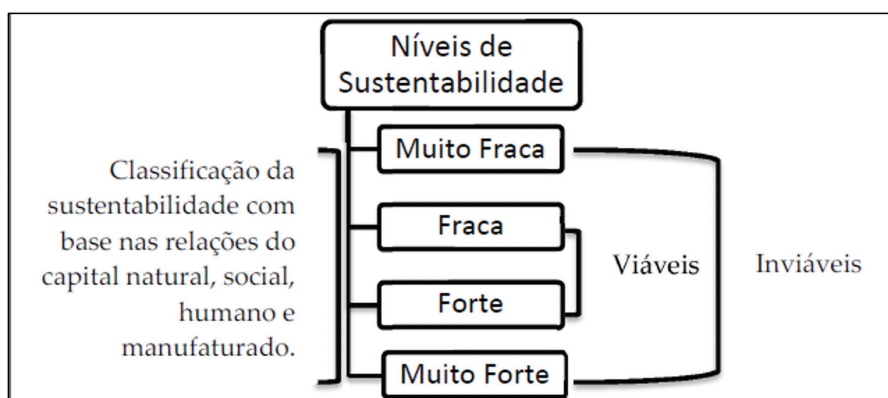 Níveis de
Sustentabilidade
Classificação da
sustentabilidade com
base nas relações do
capital natural, social,
humano e
manufaturado.
Muito Fraca
Fraca
Forte
Muito Forte
Viáveis
Inviáveis